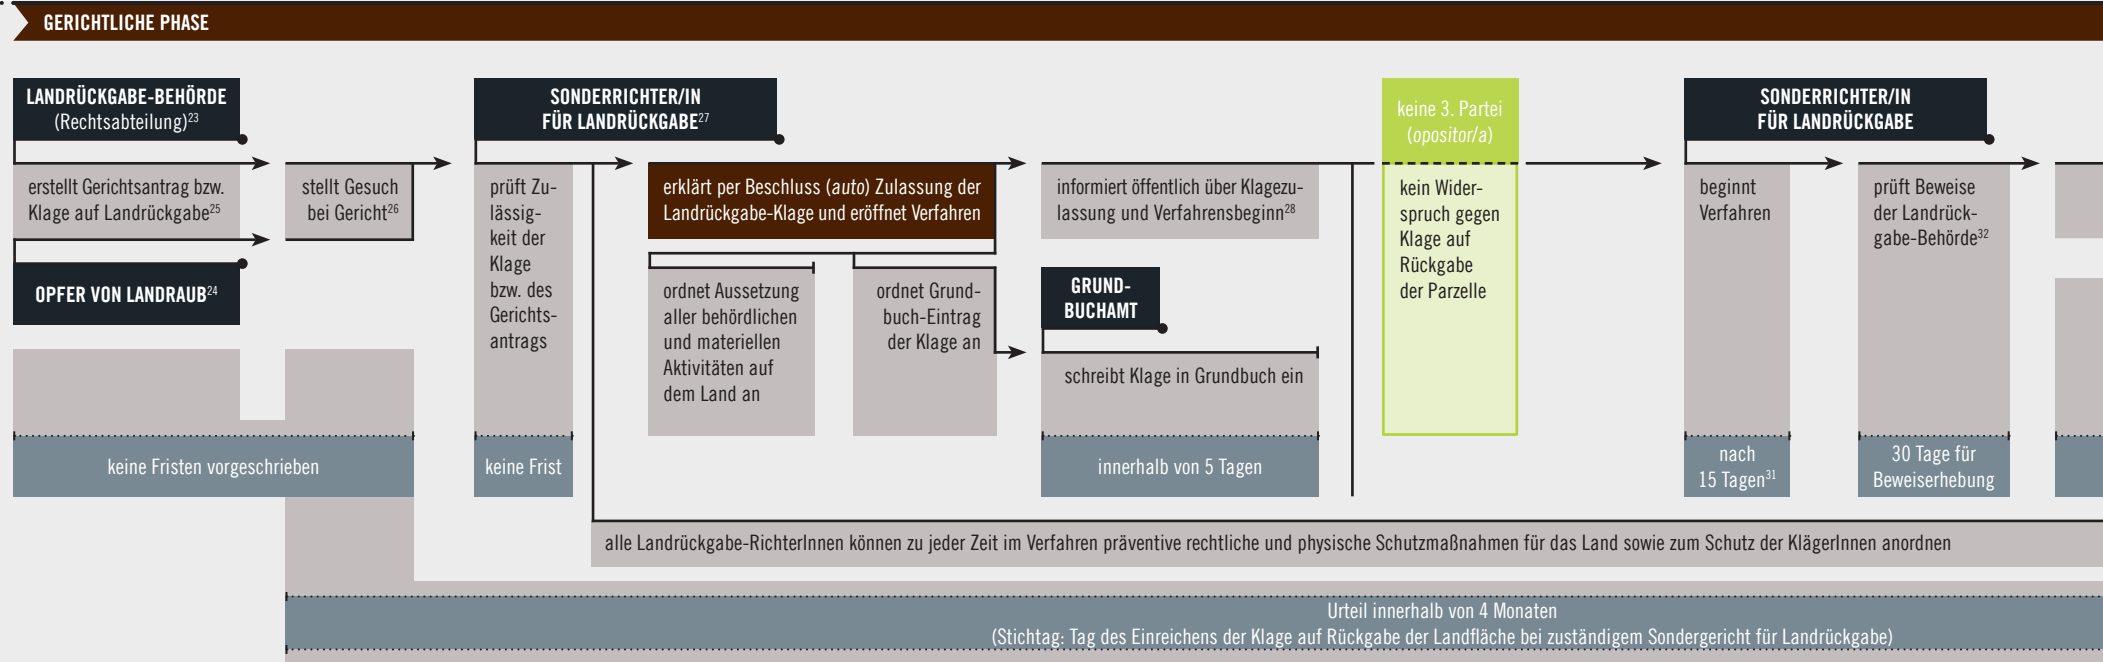 GERICHTLICHE PHASE
LANDRÜCKGABE-BEHÖRDE
(Rechtsabteilung)23
erstellt Gerichtsantrag bzw.
Klage auf Landrückgabe25
OPFER VON LANDRAUB24
stellt Gesuch
bei Gericht26
keine Fristen vorgeschrieben
SONDERRICHTER/IN
FÜR LANDRÜCKGABE27
prüft Zu-
lässig-
keit der
Klage
bzw. des
Gerichts-
antrags
keine Frist
erklärt per Beschluss (auto) Zulassung der
Landrückgabe-Klage und eröffnet Verfahren
ordnet Aussetzung
aller behördlichen
und materiellen
Aktivitäten auf
dem Land an
ordnet Grund-
buch-Eintrag
der Klage an
informiert öffentlich über Klagezu-
lassung und Verfahrensbeginn28
GRUND-
BUCHAMT
schreibt Klage in Grundbuch ein
innerhalb von 5 Tagen
keine 3. Partei
(opositor/a)
kein Wider-
spruch gegen
Klage auf
Rückgabe
der Parzelle
SONDERRICHTER/IN
FÜR LANDRÜCKGABE
beginnt
Verfahren
nach
15 Tagen31
prüft Beweise
der Landrück-
gabe-Behörde32
30 Tage für
Beweiserhebung
alle Landrückgabe-RichterInnen können zu jeder Zeit im Verfahren präventive rechtliche und physische Schutzmaßnahmen für das Land sowie zum Schutz der KlägerInnen anordnen
Urteil innerhalb von 4 Monaten
(Stichtag: Tag des Einreichens der Klage auf Rückgabe der Landfläche bei zuständigem Sondergericht für Landrückgabe)